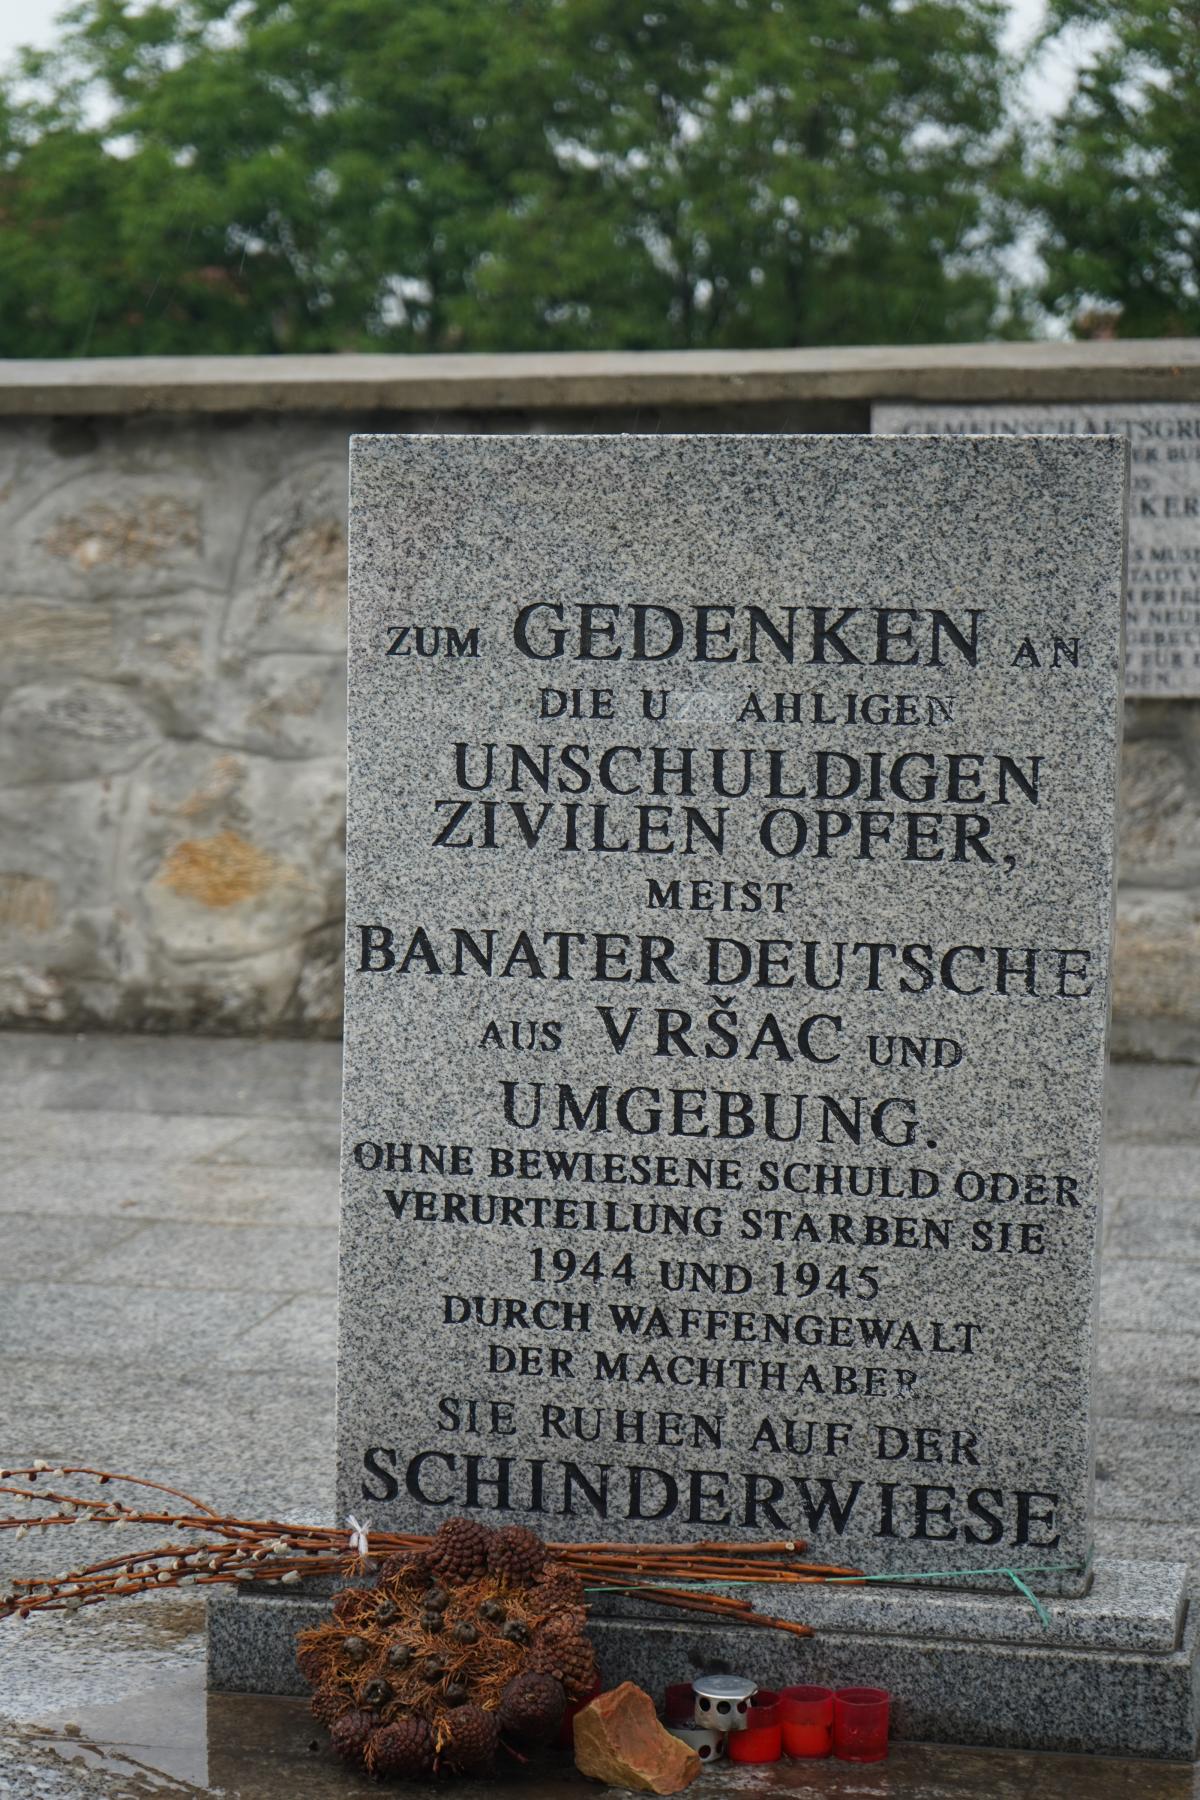 ZUM GEDENKEN AN
DIE U AHLIGEN
UNSCHULDIGEN
ZIVILEN OPFER,
MEIST
BANATER DEUTSCHE
AUS VRŠAC UND
UMGEBUNG.
OHNE BEWIESENE SCHULD ODER
VERURTEILUNG STARBEN SIE
1944 UND 1945
DURCH WAFFENGEWALT
DER MACHTHABER.
SIE RUHEN AUF DER
SCHINDERWIESE